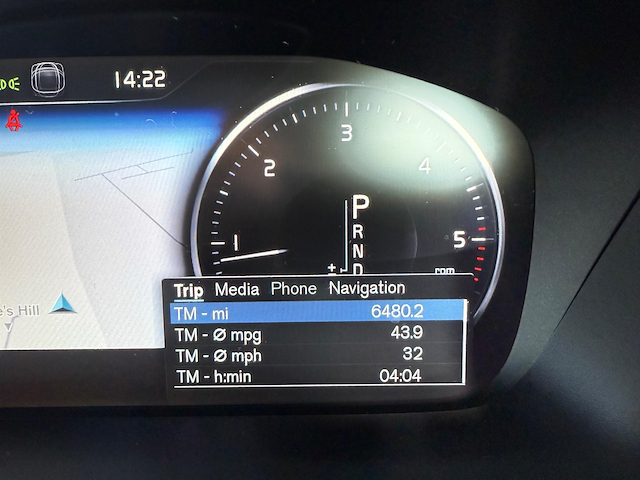 14:22
3
2
4
1
5
P
R
N
D
+
-
rpm
's Hill
Trip Media Phone Navigation
TM - mi 6480.2
TM - Ø mpg 43.9
TM - Ø mph 32
TM - h:min 04:04